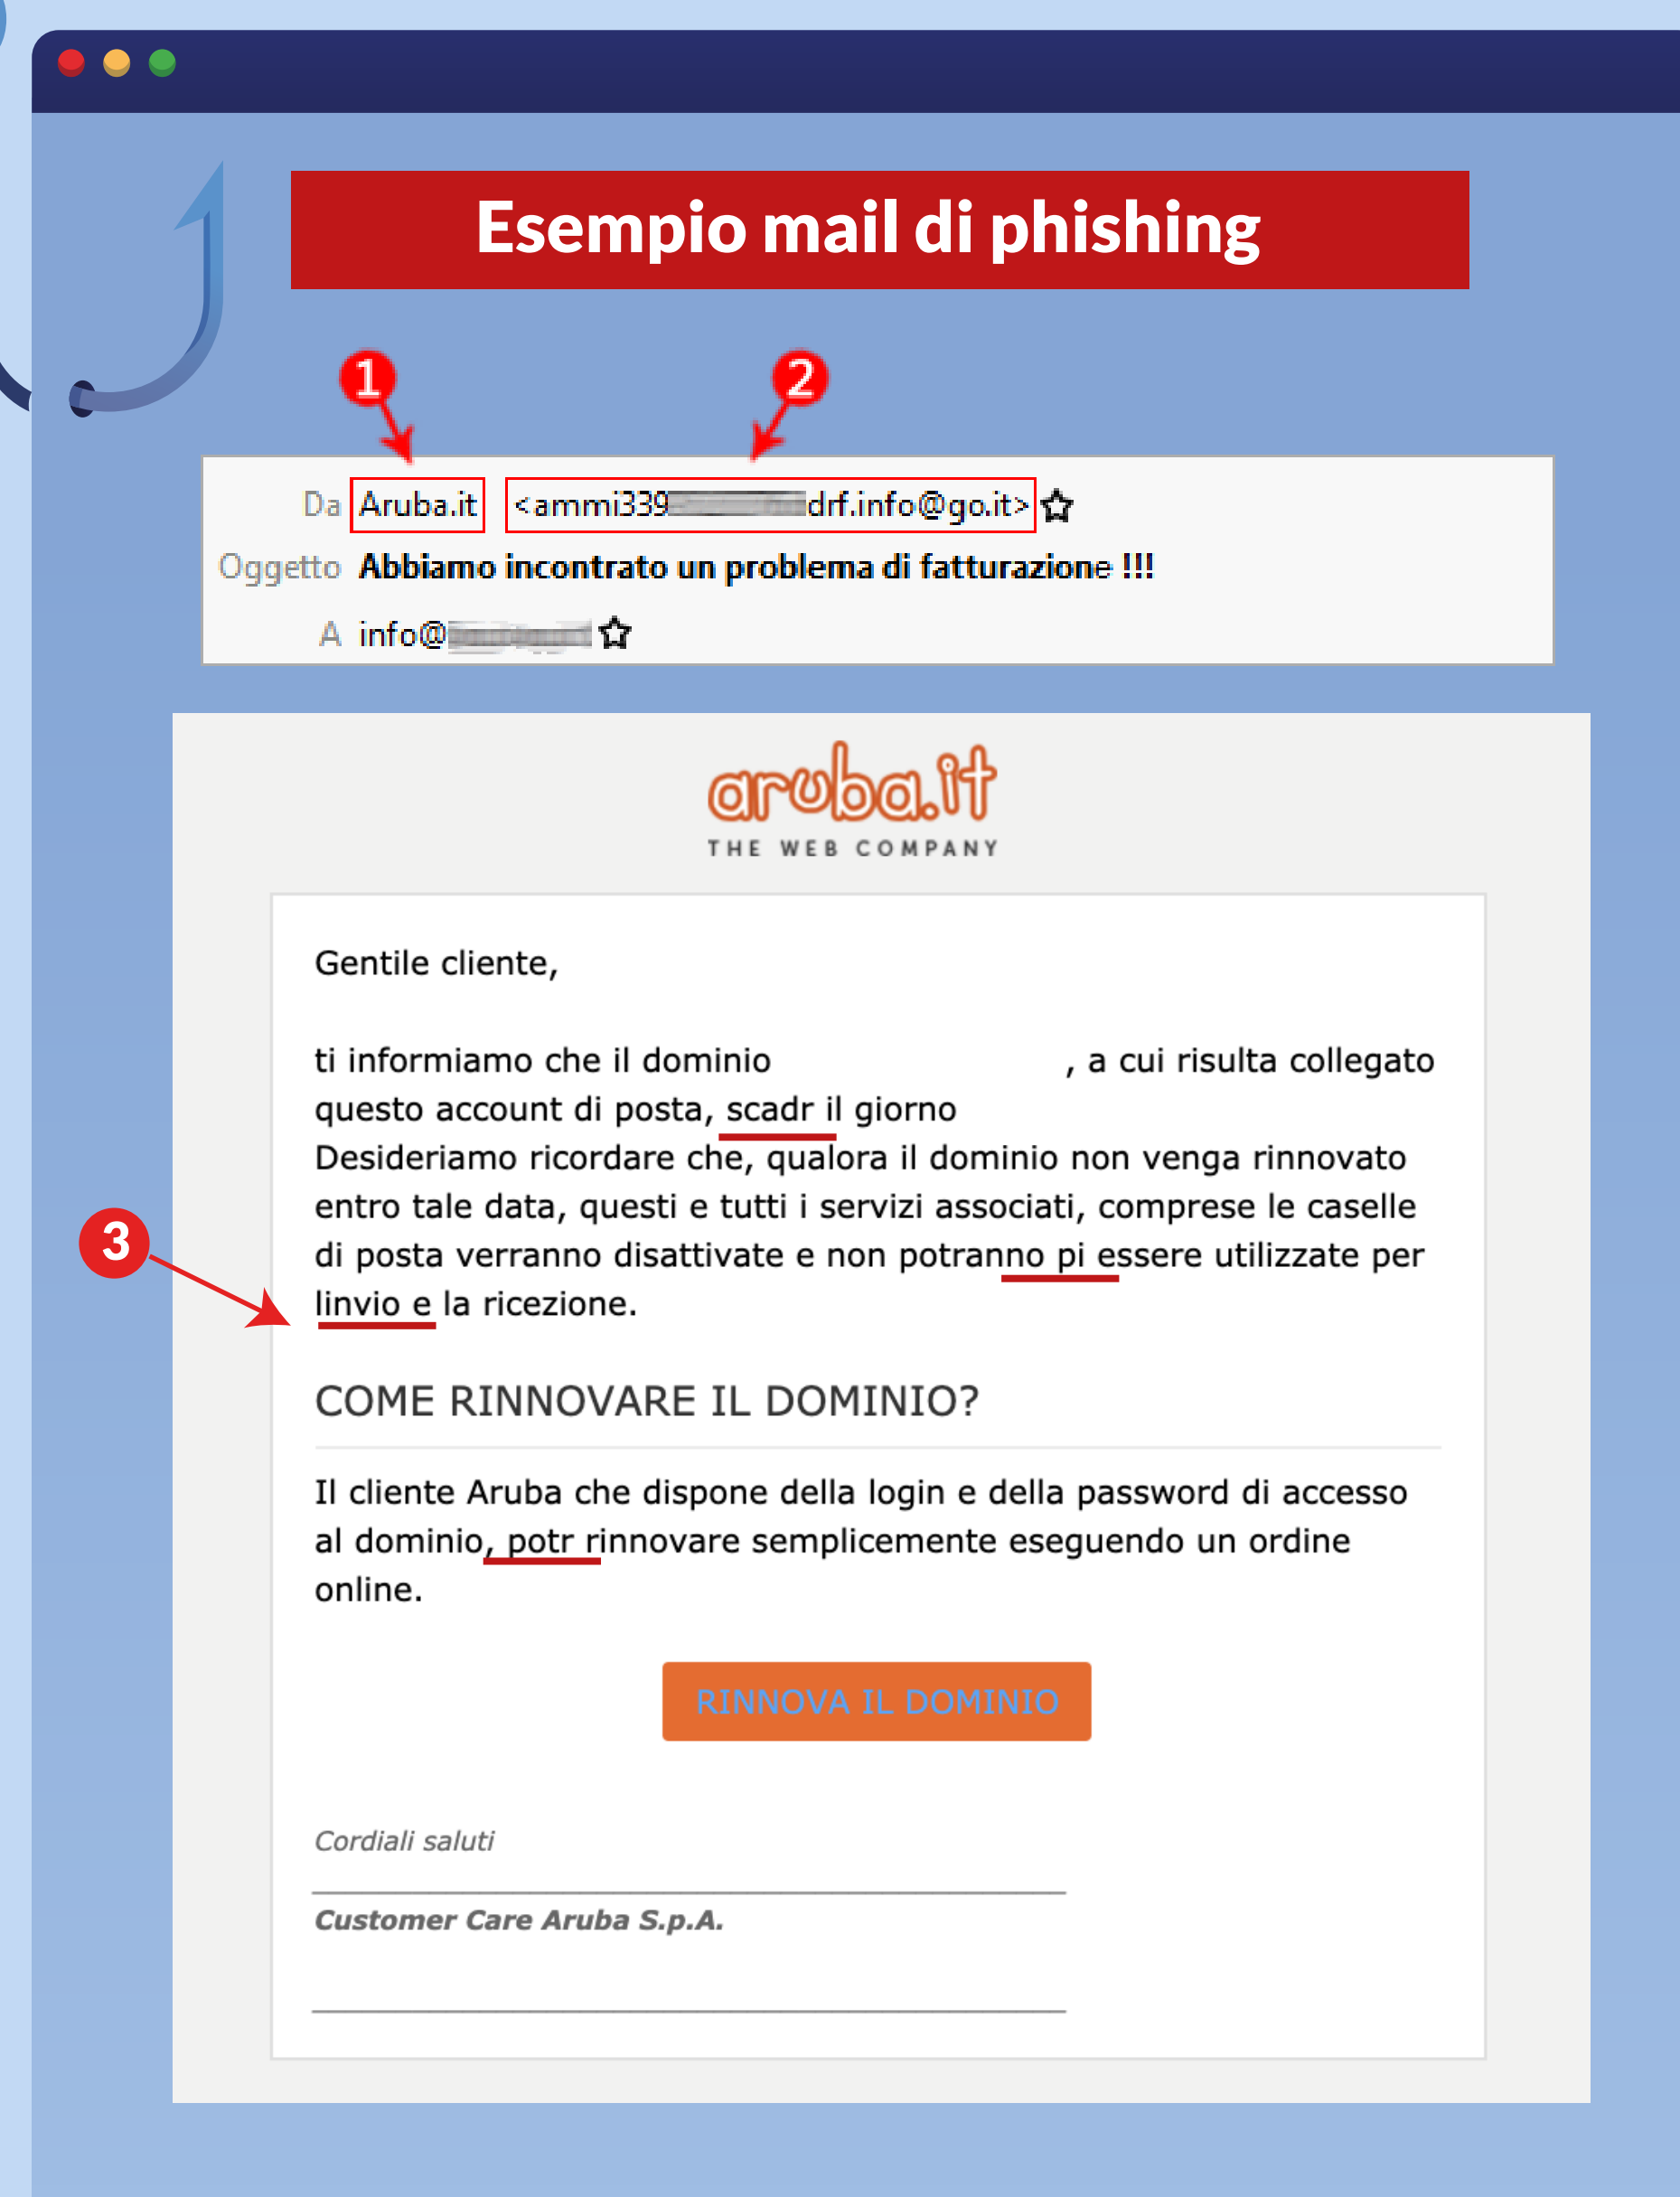 Esempio mail di phishing
1
2
Da Aruba.it <ammi339 drf.info@go.it>
Oggetto Abbiamo incontrato un problema di fatturazione !!!
A info@
aruba.it
THE WEB COMPANY
Gentile cliente,
ti informiamo che il dominio , a cui risulta collegato
questo account di posta, scadr il giorno
Desideriamo ricordare che, qualora il dominio non venga rinnovato
entro tale data, questi e tutti i servizi associati, comprese le caselle
di posta verranno disattivate e non potranno pi essere utilizzate per
3
linvio e la ricezione.
COME RINNOVARE IL DOMINIO?
Il cliente Aruba che dispone della login e della password di accesso
al dominio, potr rinnovare semplicemente eseguendo un ordine
online.
RINNOVA IL DOMINIO
Cordiali saluti
Customer Care Aruba S.p.A.